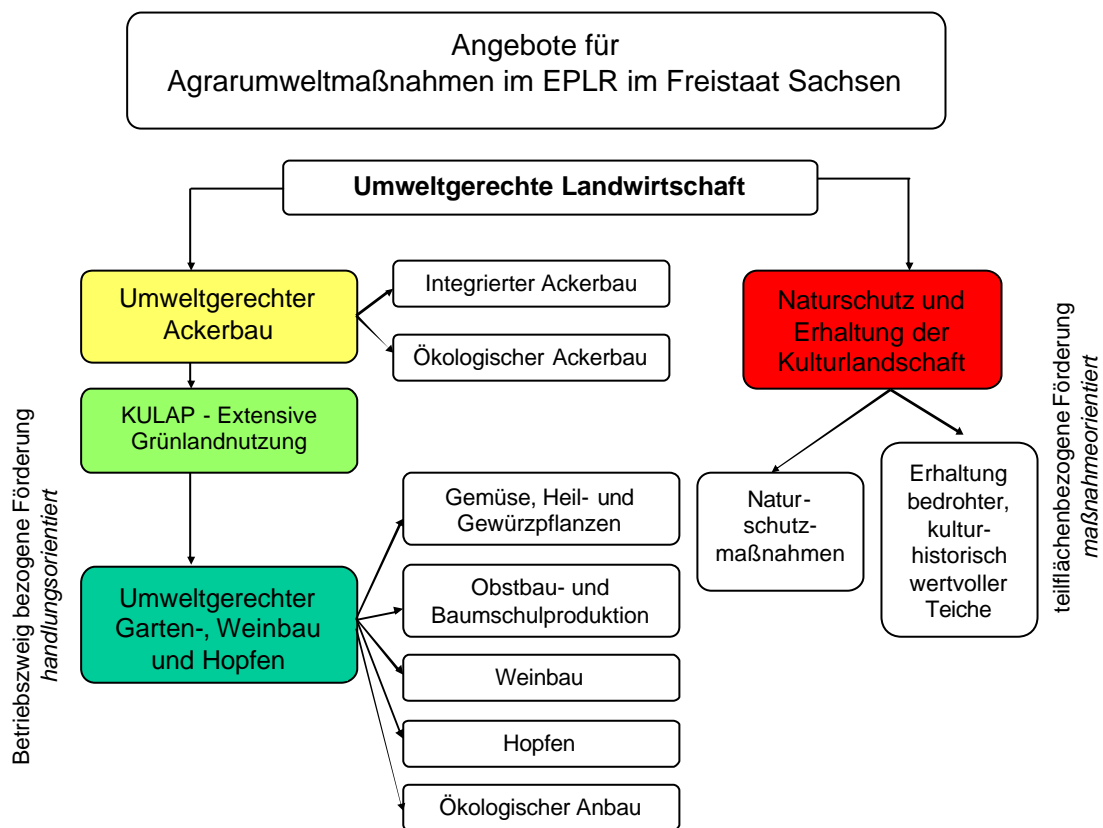 Angebote für
Agrarumweltmaßnahmen im EPLR im Freistaat Sachsen
Umweltgerechte Landwirtschaft
Umweltgerechter
Ackerbau
Integrierter Ackerbau
Ökologischer Ackerbau
KULAP - Extensive
Grünlandnutzung
Umweltgerechter
Garten-, Weinbau
und Hopfen
Gemüse, Heil- und
Gewürzpflanzen
Obstbau- und
Baumschulproduktion
Weinbau
Hopfen
Ökologischer Anbau
Betriebszweig bezogene Förderung
handlungsorientiert
Naturschutz und
Erhaltung der
Kulturlandschaft
Natur-
schutz-
maßnahmen
Erhaltung
bedrohter,
kultur-
historisch
wertvoller
Teiche
teilflächenbezogene Förderung
maßnahmeorientiert